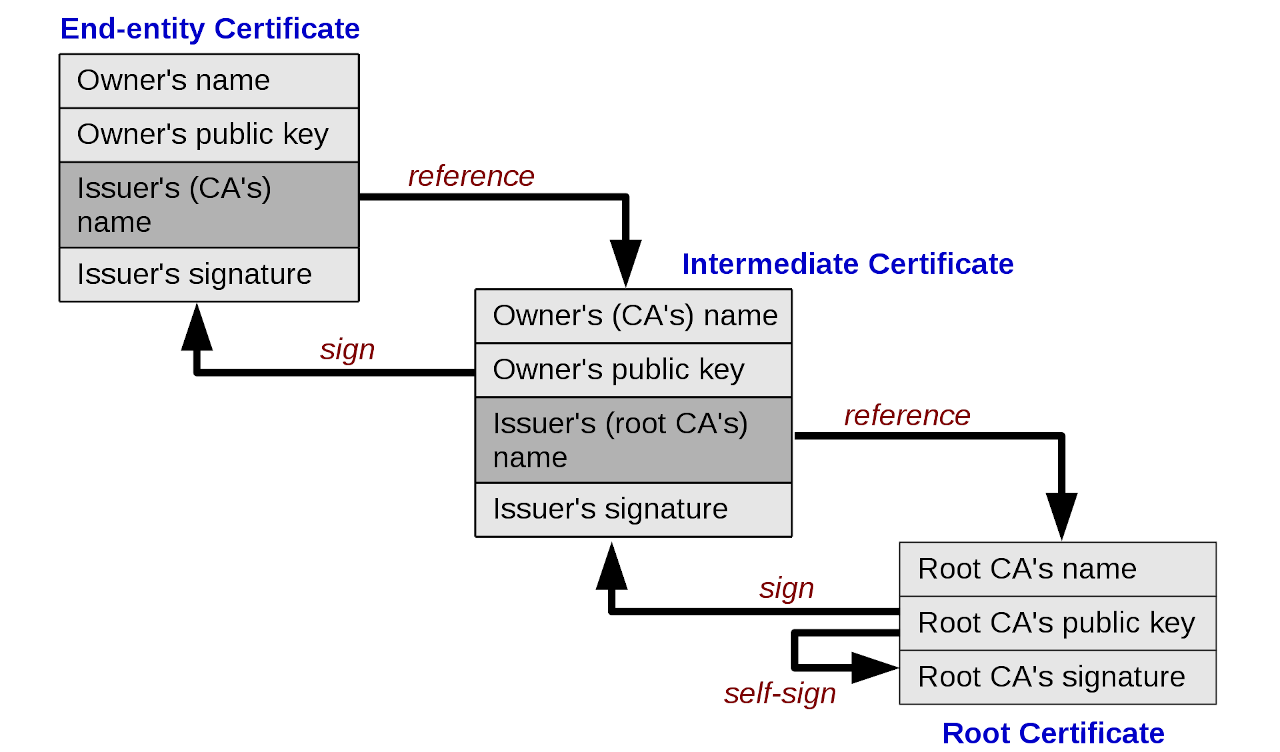 End-entity Certificate
Owner's name
Owner's public key
Issuer's (CA's)
name
Issuer's signature
reference
sign
Intermediate Certificate
Owner's (CA's) name
Owner's public key
Issuer's (root CA's)
name
Issuer's signature
reference
sign
self-sign
Root CA's name
Root CA's public key
Root CA's signature
Root Certificate